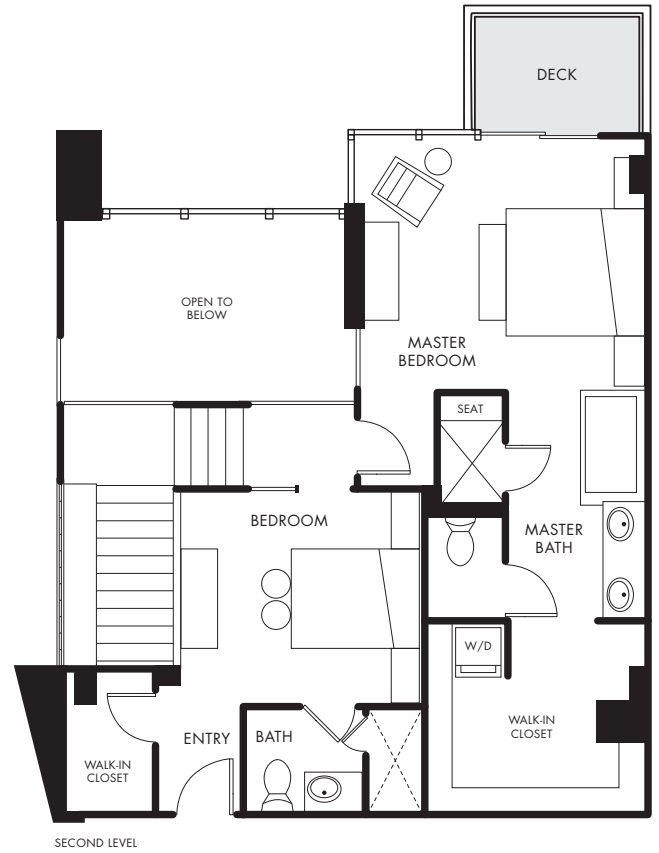 DECK
OPEN TO
BELOW
MASTER
BEDROOM
SEAT
BEDROOM
MASTER
BATH
W/D
WALK-IN
CLOSET
ENTRY
BATH
WALK-IN
CLOSET
SECOND LEVEL